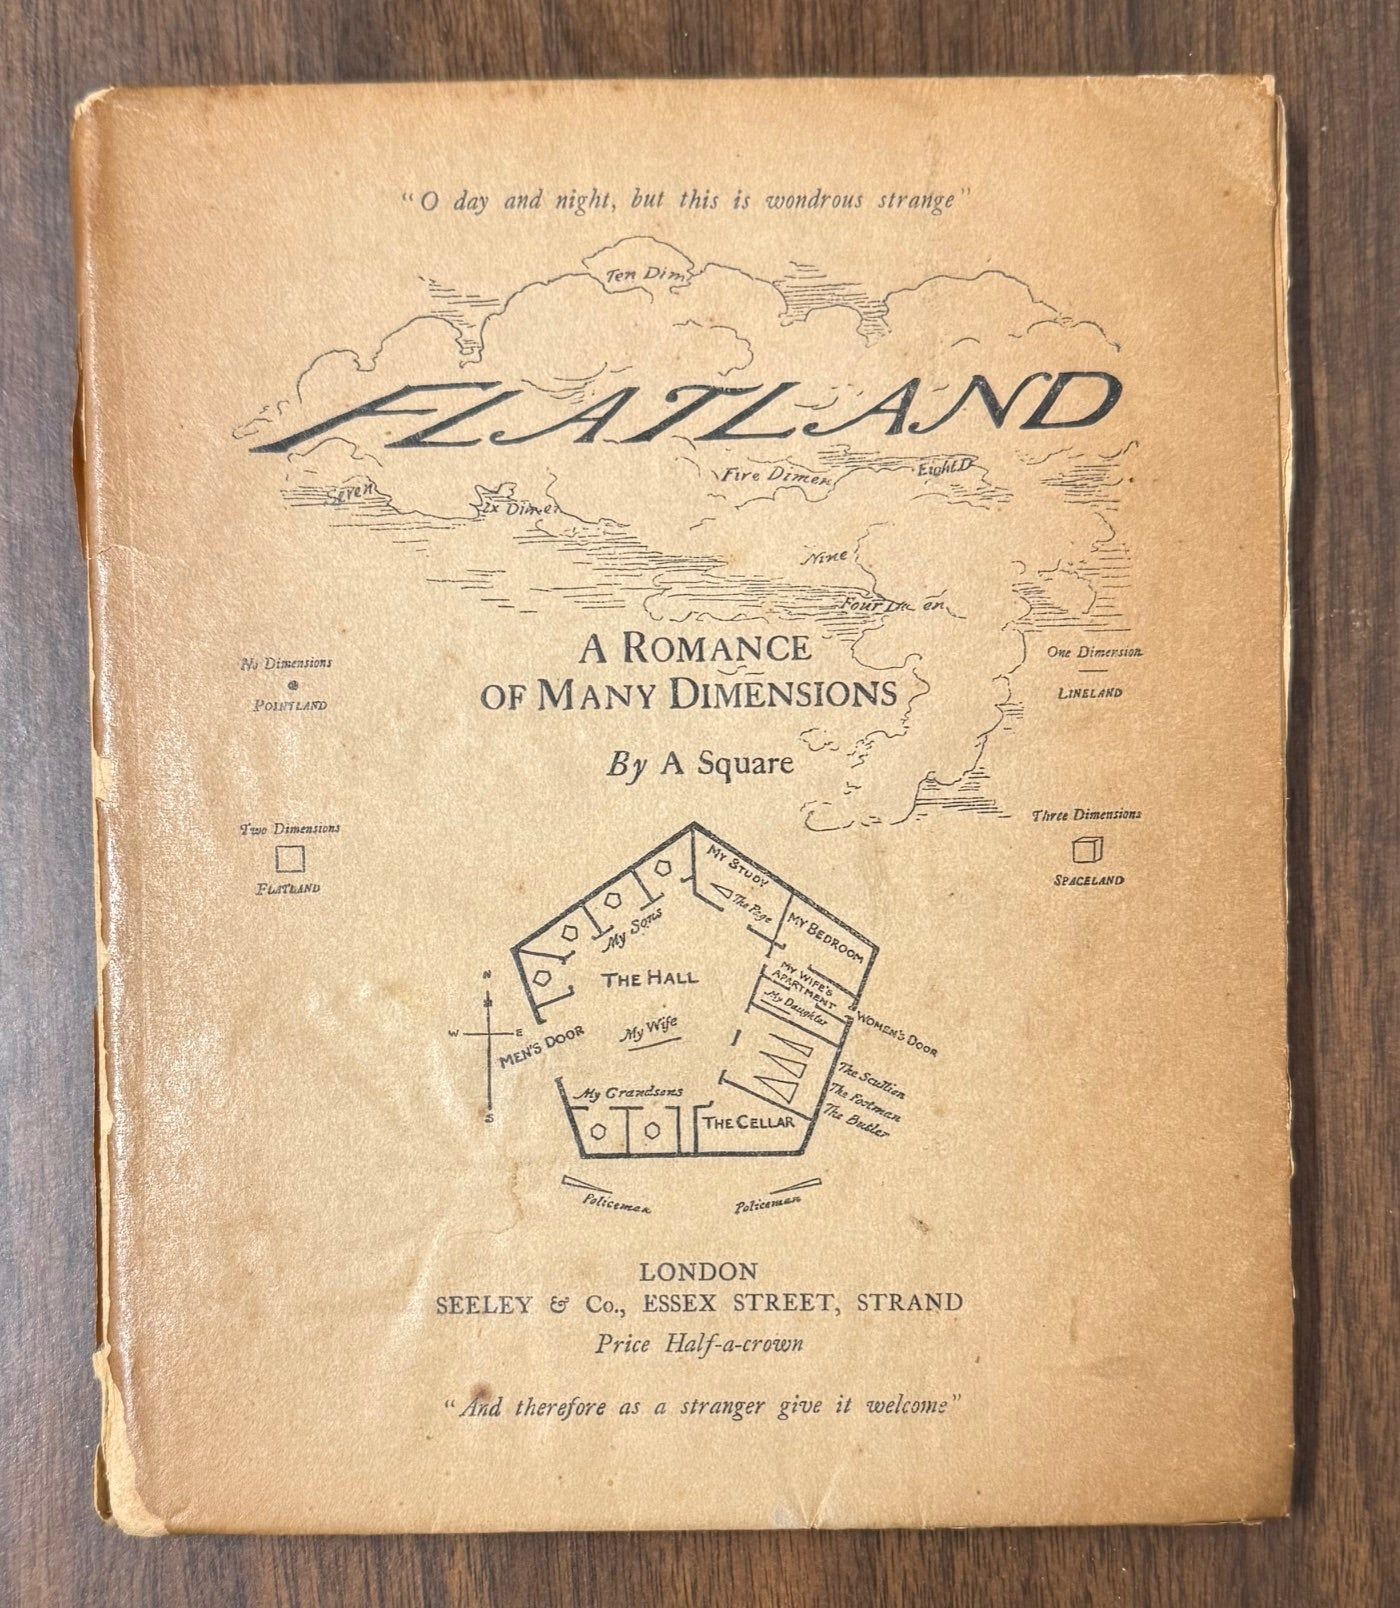 "O day and night, but this is wondrous strange"
Ten Dim
FLATLAND
Fire Dimen
Eight D
Seven
ix Dimen
Nine
Four Di en
A ROMANCE
OF MANY DIMENSIONS
No Dimensions
POINTLAND
One Dimension
LINELAND
By A Square
Two Dimensions
FLATLAND
Three Dimensions
SPACELAND
MY STUDY
The Page
My Sons
MY BEDROOM
THE HALL
MY WIFE'S
APARTMENT
My Daughter
WOMEN'S DOOR
N
W E
S
MEN'S DOOR
My Wife
The Scullion
The Footman
The Butler
My Grandsons
THE CELLAR
Policeman
Policeman
LONDON
SEELEY & Co., ESSEX STREET, STRAND
Price Half-a-crown
"And therefore as a stranger give it welcome"